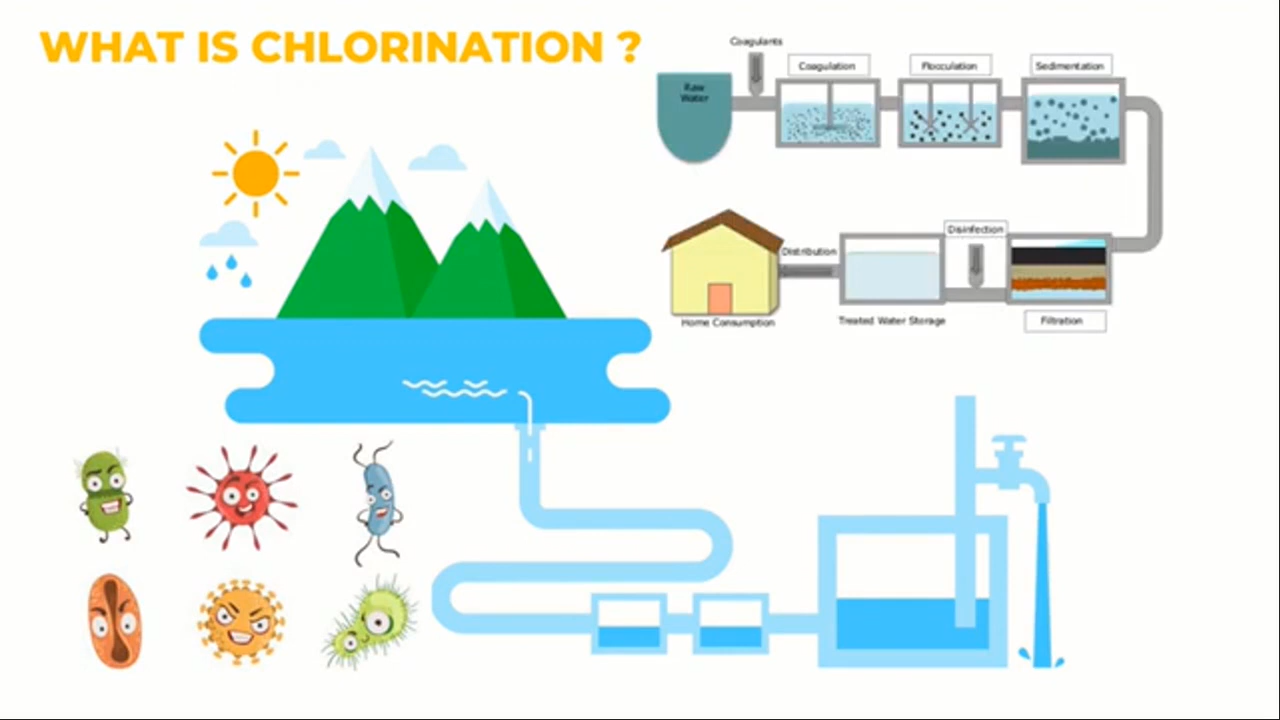 WHAT IS CHLORINATION ?
Coagulants
Raw
Water
Coagulation
Flocculation
Sedimentation
Disinfection
Distribution
Home Consumption
Treated Water Storage
Filtration